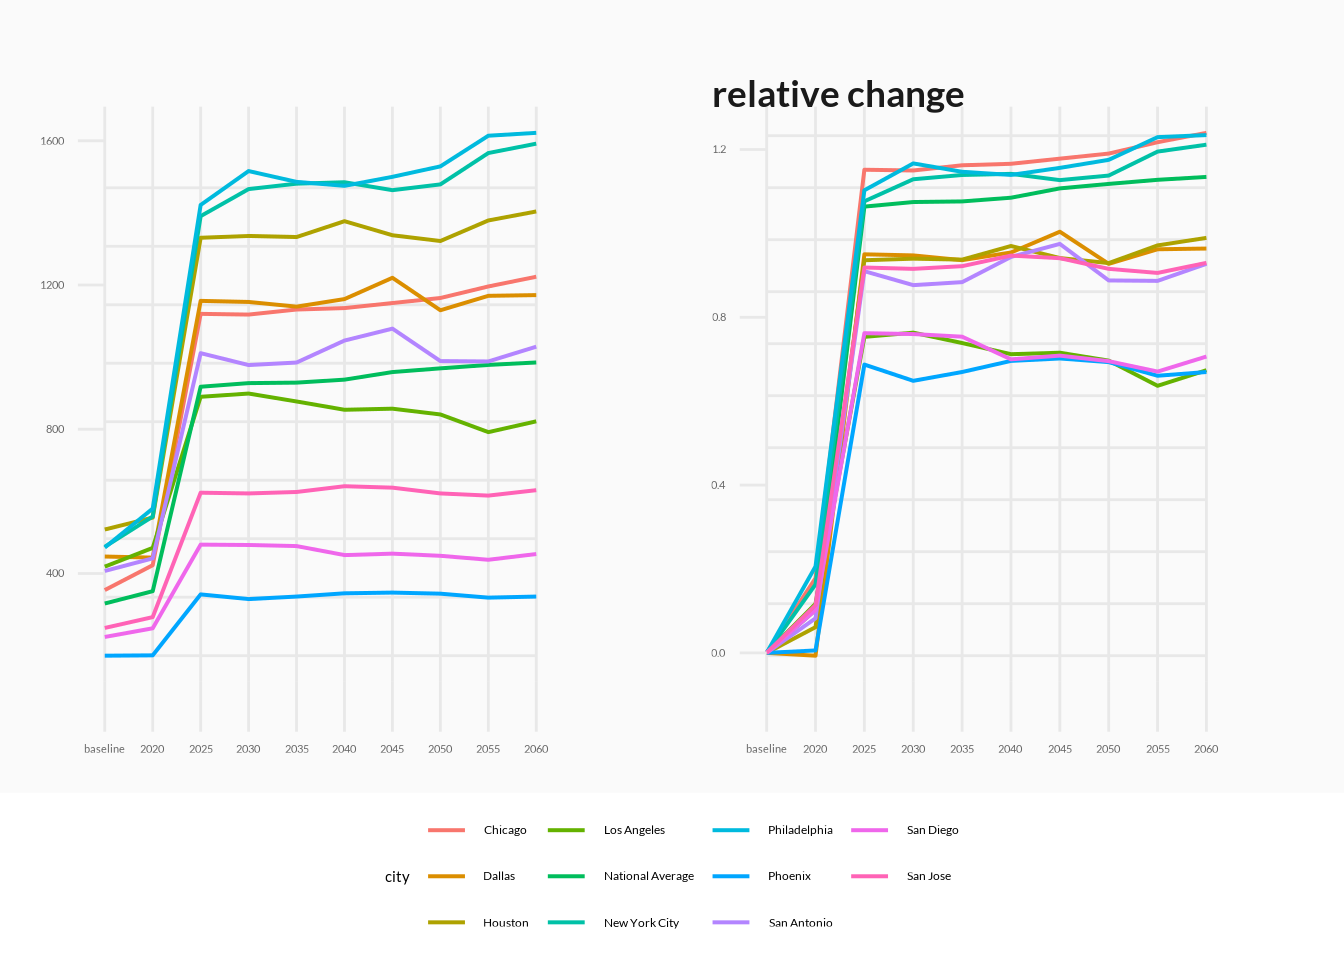 relative change
1600
1200
800
400
baseline 2020 2025 2030 2035 2040 2045 2050 2055 2060
1.2
0.8
0.4
0.0
baseline 2020 2025 2030 2035 2040 2045 2050 2055 2060
city
Chicago Los Angeles Philadelphia San Diego
Dallas National Average Phoenix San Jose
Houston New York City San Antonio